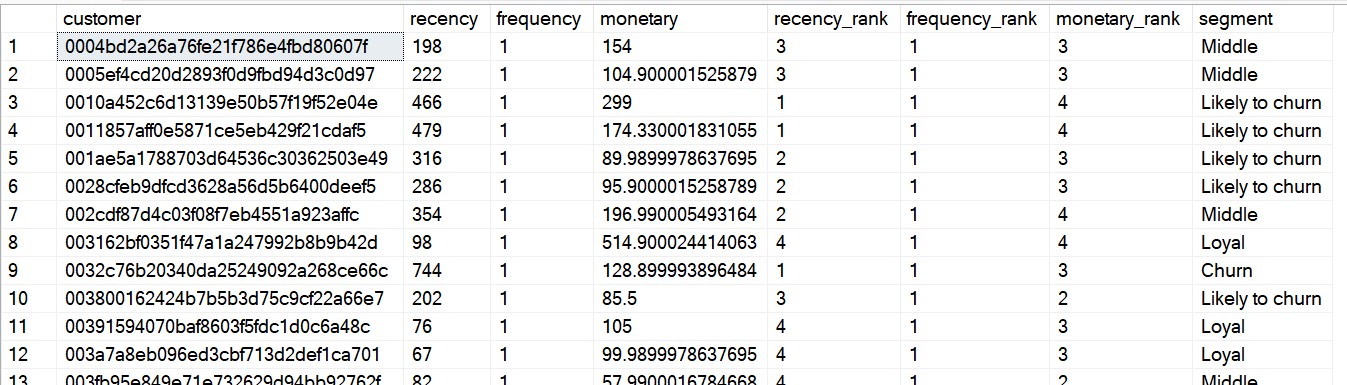 customer recency frequency monetary recency_rank frequency_rank monetary_rank segment
1 0004bd2a26a76fe21f786e4fbd80607f 198 1 154 3 1 3 Middle
2 0005ef4cd20d2893f0d9fbd94d3c0d97 222 1 104.900001525879 3 1 3 Middle
3 0010a452c6d13139e50b57f19f52e04e 466 1 299 1 1 4 Likely to churn
4 0011857aff0e5871ce5eb429f21cdaf5 479 1 174.330001831055 1 1 4 Likely to churn
5 001ae5a1788703d64536c30362503e49 316 1 89.9899978637695 2 1 3 Likely to churn
6 0028cfeb9dfcd3628a56d5b6400deef5 286 1 95.9000015258789 2 1 3 Likely to churn
7 002cdf87d4c03f08f7eb4551a923affc 354 1 196.990005493164 2 1 4 Middle
8 003162bf0351f47a1a247992b8b9b42d 98 1 514.900024414063 4 1 4 Loyal
9 0032c76b20340da25249092a268ce66c 744 1 128.899993896484 1 1 3 Churn
10 003800162424b7b5b3d75c9cf22a66e7 202 1 85.5 3 1 2 Likely to churn
11 00391594070baf8603f5fdc1d0c6a48c 76 1 105 4 1 3 Loyal
12 003a7a8eb096ed3cbf713d2def1ca701 67 1 99.9899978637695 4 1 3 Loyal
13 003fb95e849e71e732629d94bb92762f 82 1 57.9900016784668 4 1 2 Middle